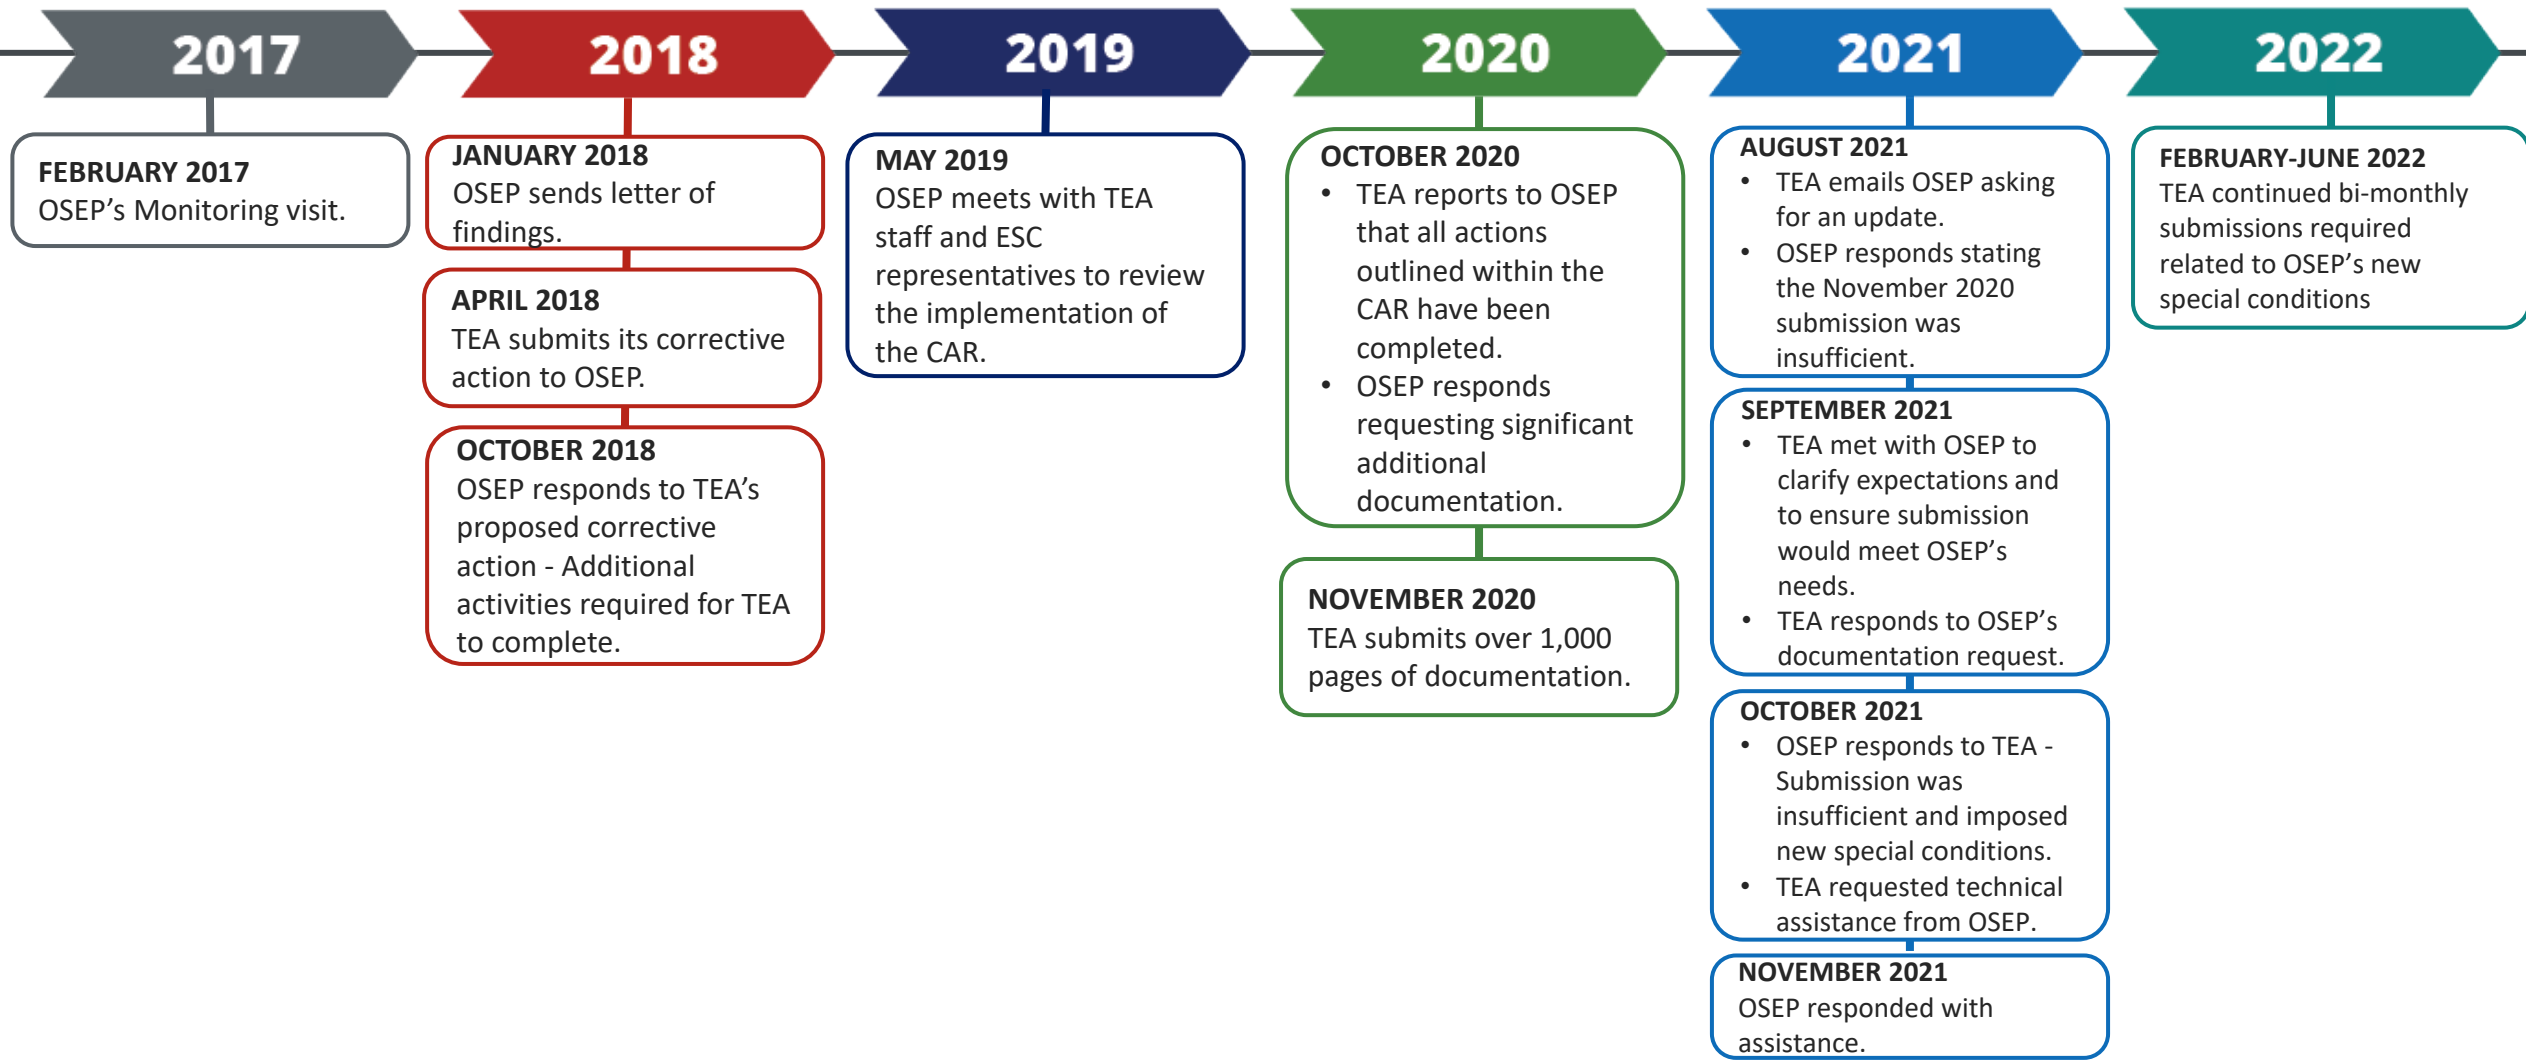 2017
2018
2019
2020
2021
2022
FEBRUARY 2017
OSEP’s Monitoring visit.
JANUARY 2018
OSEP sends letter of
findings.
APRIL 2018
TEA submits its corrective
action to OSEP.
OCTOBER 2018
OSEP responds to TEA’s
proposed corrective
action - Additional
activities required for TEA
to complete.
MAY 2019
OSEP meets with TEA
staff and ESC
representatives to review
the implementation of
the CAR.
OCTOBER 2020
• TEA reports to OSEP
that all actions
outlined within the
CAR have been
completed.
• OSEP responds
requesting significant
additional
documentation.
NOVEMBER 2020
TEA submits over 1,000
pages of documentation.
AUGUST 2021
• TEA emails OSEP asking
for an update.
• OSEP responds stating
the November 2020
submission was
insufficient.
SEPTEMBER 2021
• TEA met with OSEP to
clarify expectations and
to ensure submission
would meet OSEP’s
needs.
• TEA responds to OSEP’s
documentation request.
OCTOBER 2021
• OSEP responds to TEA -
Submission was
insufficient and imposed
new special conditions.
• TEA requested technical
assistance from OSEP.
NOVEMBER 2021
OSEP responded with
assistance.
FEBRUARY-JUNE 2022
TEA continued bi-monthly
submissions required
related to OSEP’s new
special conditions